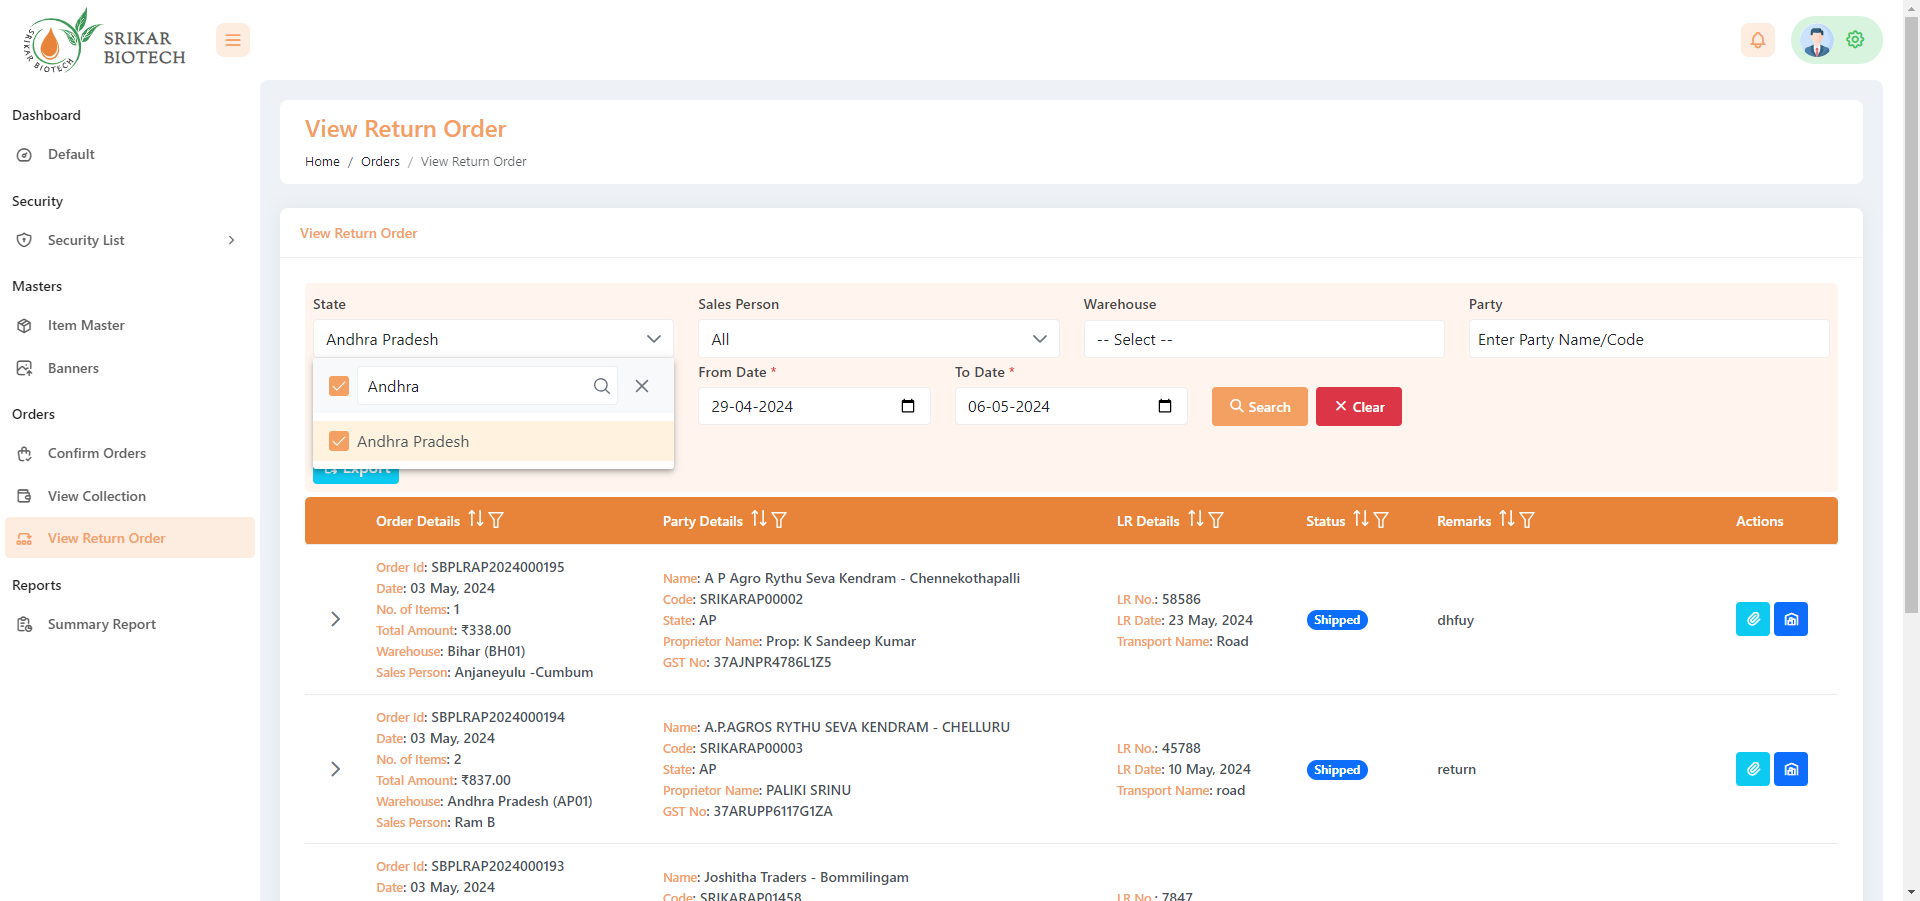 SRIKAR BIOTECH
SRIKAR
BIOTECH
Dashboard
Default
Security
Security List
Masters
Item Master
Banners
Orders
Confirm Orders
View Collection
View Return Order
Reports
Summary Report
View Return Order
Home / Orders / View Return Order
View Return Order
State
Sales Person
Warehouse
Party
Andhra Pradesh
All
-- Select --
Enter Party Name/Code
Andhra
Andhra Pradesh
From Date *
To Date *
29-04-2024
06-05-2024
Search
Clear
Export
Order Details
Party Details
LR Details
Status
Remarks
Actions
Order Id: SBPLRAP2024000195
Date: 03 May, 2024
No. of Items: 1
Total Amount: ₹338.00
Warehouse: Bihar (BH01)
Sales Person: Anjaneyulu -Cumbum
Name: A P Agro Rythu Seva Kendram - Chennekothapalli
Code: SRIKARAP00002
State: AP
Proprietor Name: Prop: K Sandeep Kumar
GST No: 37AJNPR4786L1Z5
LR No.: 58586
LR Date: 23 May, 2024
Transport Name: Road
Shipped
dhfuy
Order Id: SBPLRAP2024000194
Date: 03 May, 2024
No. of Items: 2
Total Amount: ₹837.00
Warehouse: Andhra Pradesh (AP01)
Sales Person: Ram B
Name: A.P.AGROS RYTHU SEVA KENDRAM - CHELLURU
Code: SRIKARAP00003
State: AP
Proprietor Name: PALIKI SRINU
GST No: 37ARUPP6117G1ZA
LR No.: 45788
LR Date: 10 May, 2024
Transport Name: road
Shipped
return
Order Id: SBPLRAP2024000193
Date: 03 May, 2024
Name: Joshitha Traders - Bommilingam
Code: SRIKARAP01458
LR No.: 7847